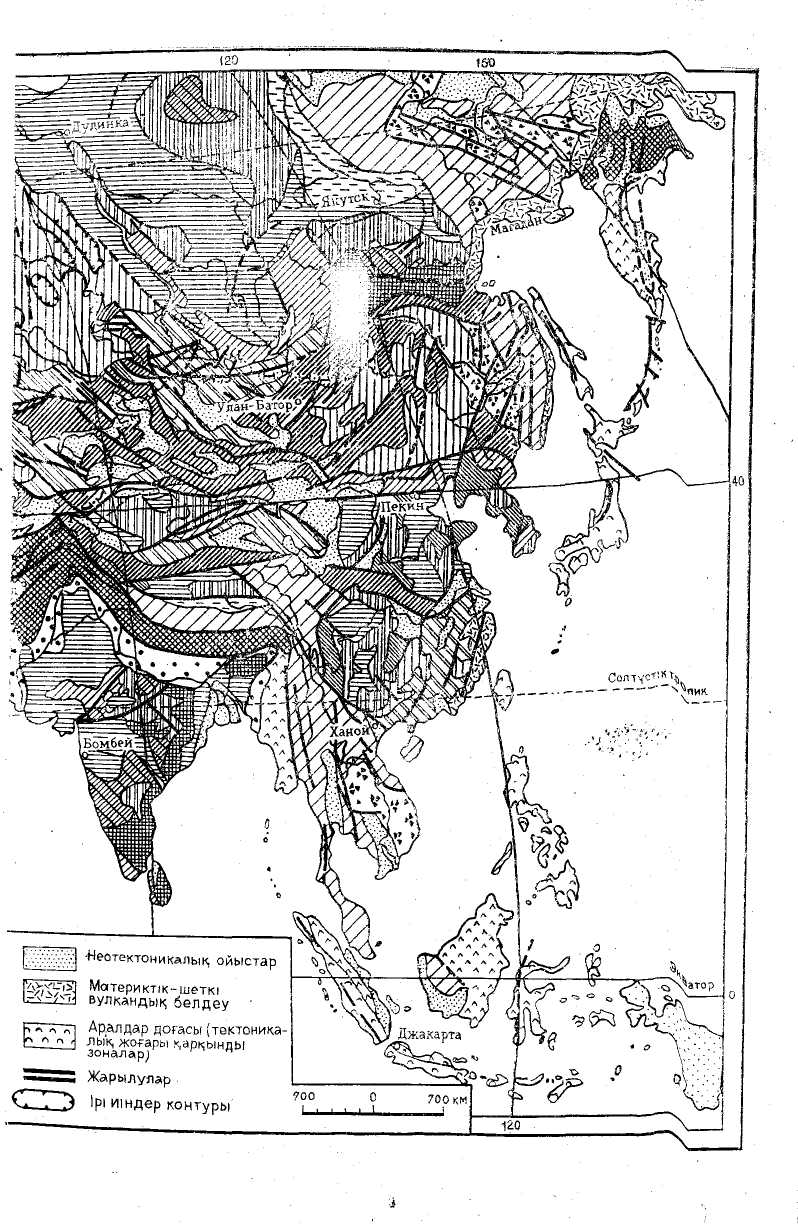 120
150
Дудинка
Якутск
Магадан
Улан-Батор
40
Пекин
Солтүстік тропик
Ханой
Бомбей
Неотектоникалық ойыстар
Экватор
Материктік-шеткі
вулкандық белдеу
0
Аралдар доғасы (тектоника-
лық жоғары қарқынды
зоналар)
Джакарта
Жарылулар
Ірі иіндер контуры
700 0 700 км
120